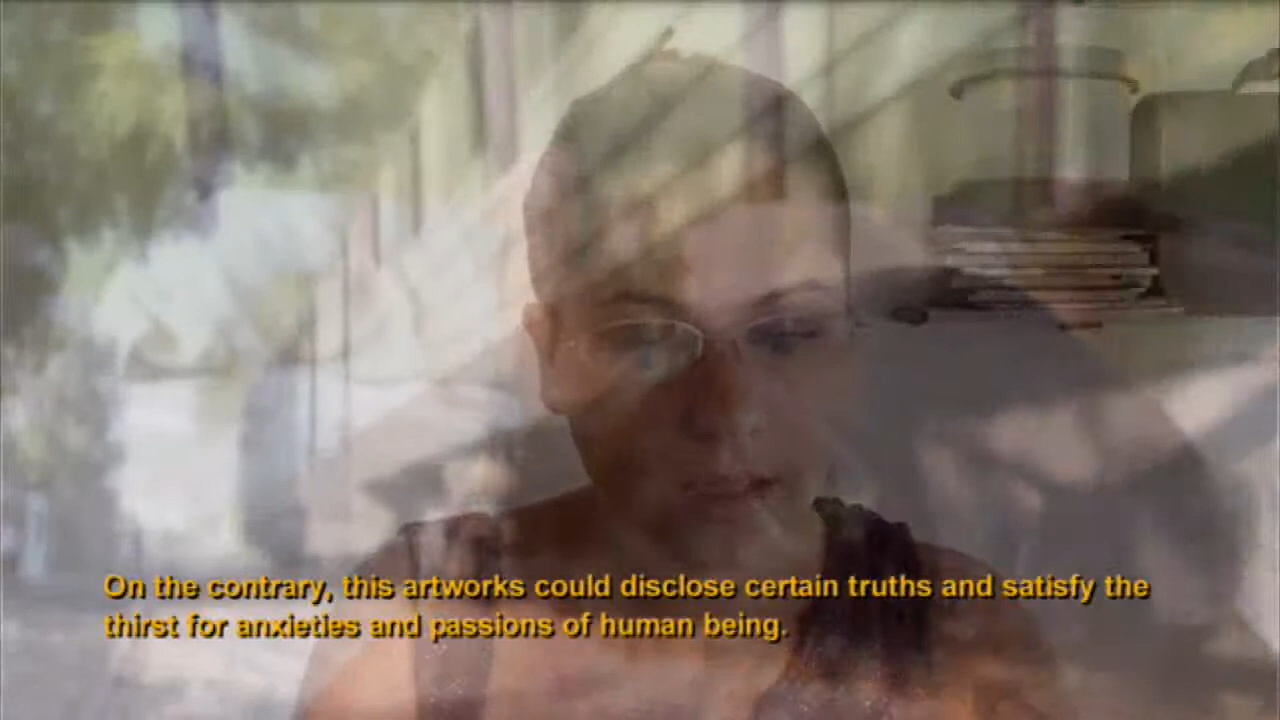 On the contrary, this artworks could disclose certain truths and satisfy the
thirst for anxieties and passions of human being.